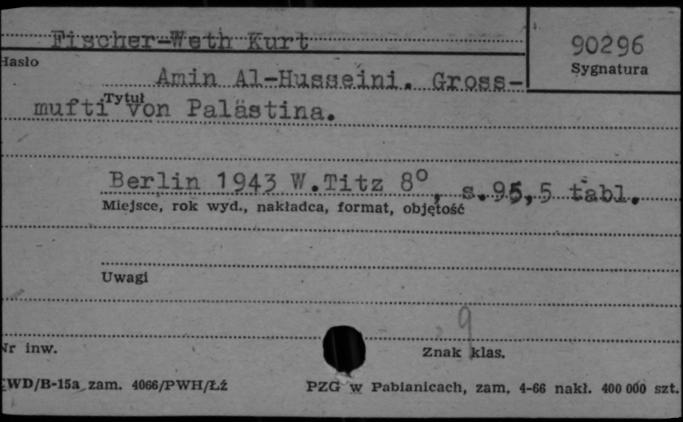 Fischer-Weth Kurt
90296
Hasło
Sygnatura
Amin Al-Husseini. Gross-
Tytuł
mufti von Palästina.
Berlin 1943 W.Titz 8°, s.95,5 tabl.
Miejsce, rok wyd., nakładca, format, objętość
Uwagi
9
Nr inw.
Znak klas.
CWD/B-15a zam. 4066/PWH/Łź
PZG w Pabianicach, zam. 4-66 nakł. 400 000 szt.